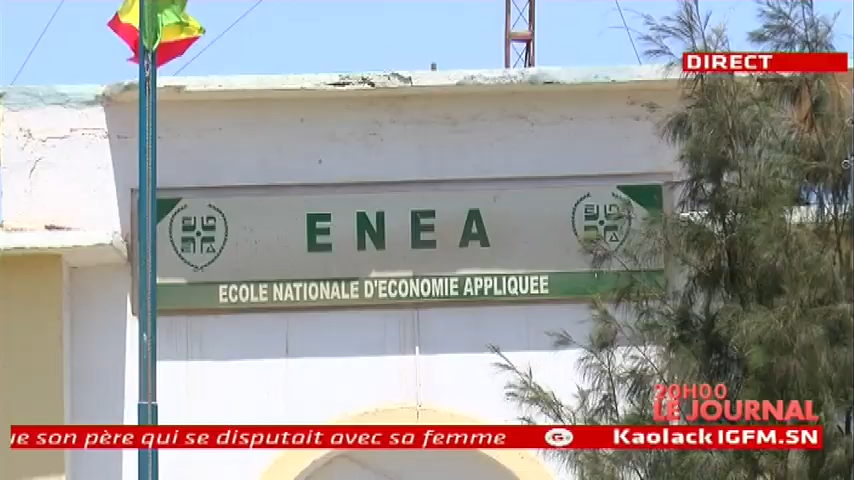 DIRECT
ENEA
ECOLE NATIONALE D'ECONOMIE APPLIQUEE
20H00
LE JOURNAL
son père qui se disputait avec sa femme G Kaolack IGFM.SN